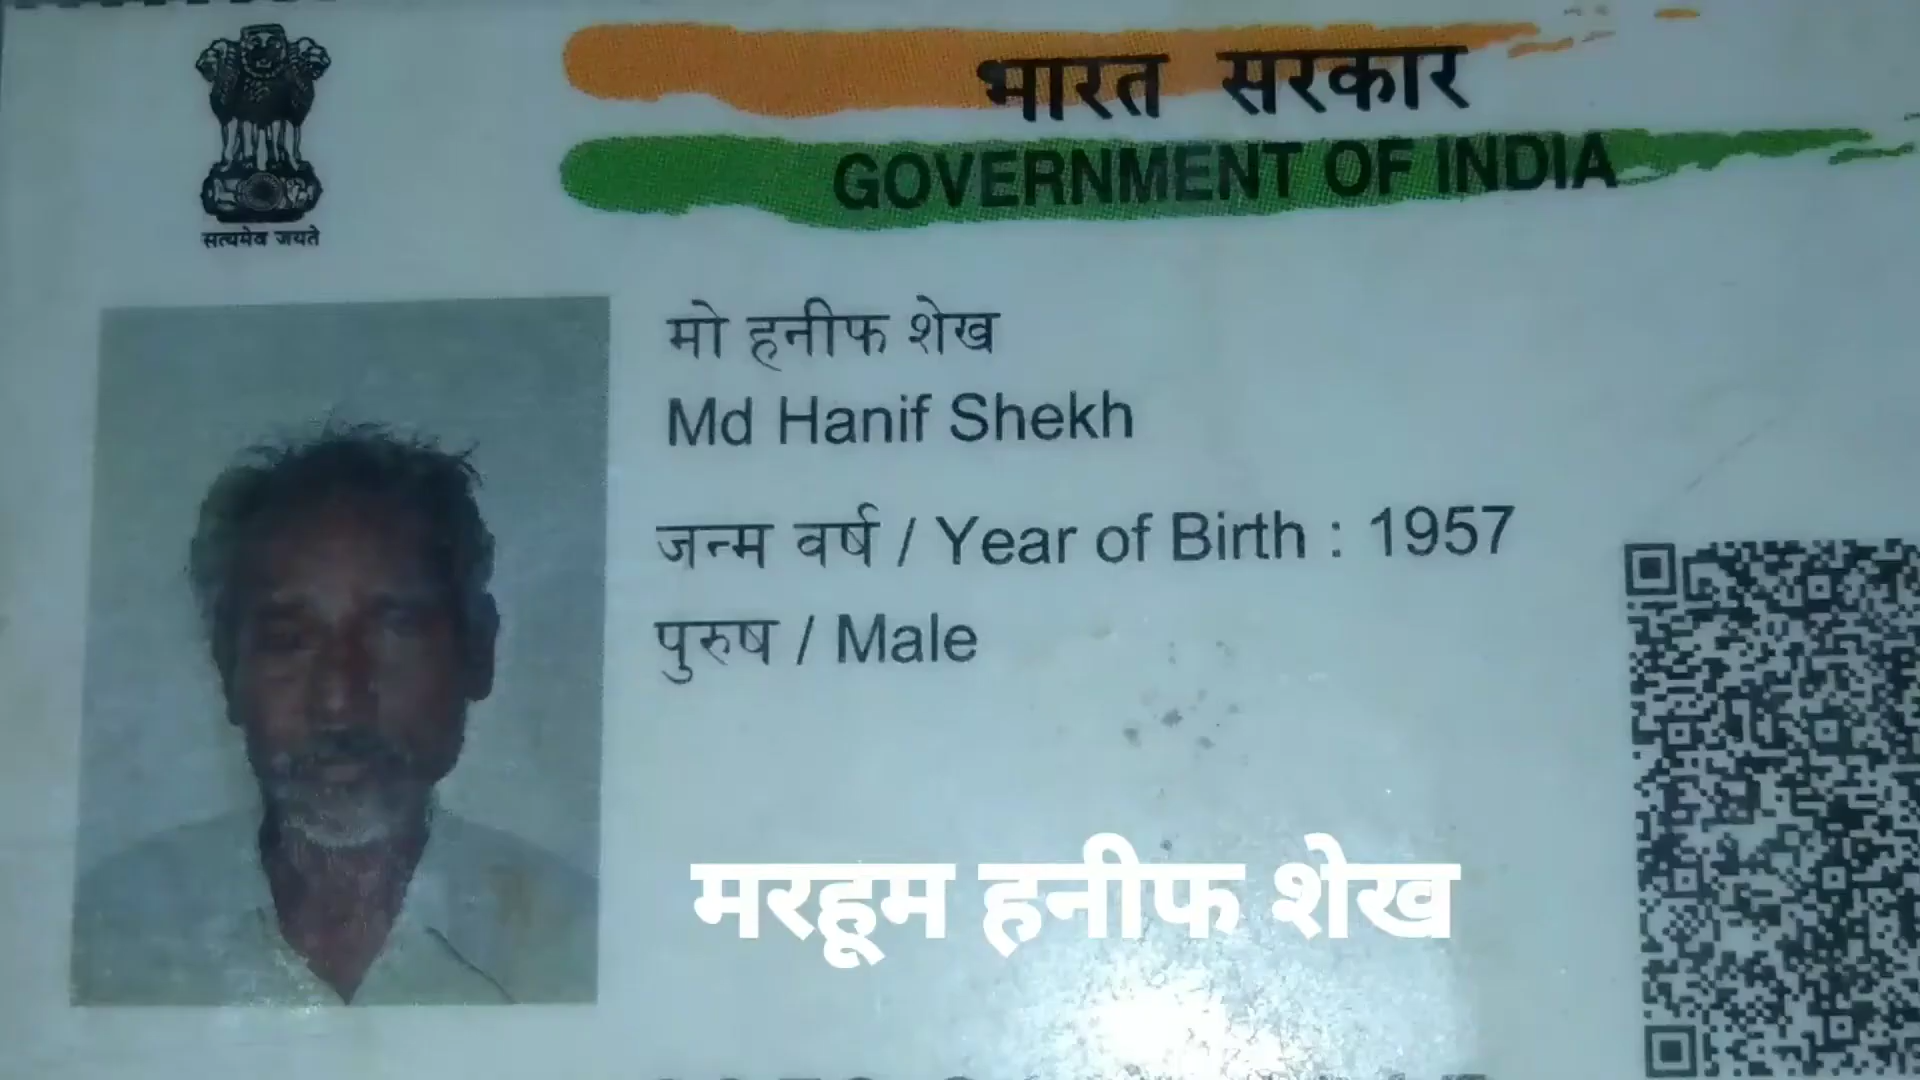 भारत सरकार
GOVERNMENT OF INDIA
सत्यमेव जयते
मो हनीफ शेख
Md Hanif Shekh
जन्म वर्ष / Year of Birth : 1957
पुरुष / Male
मरहूम हनीफ शेख